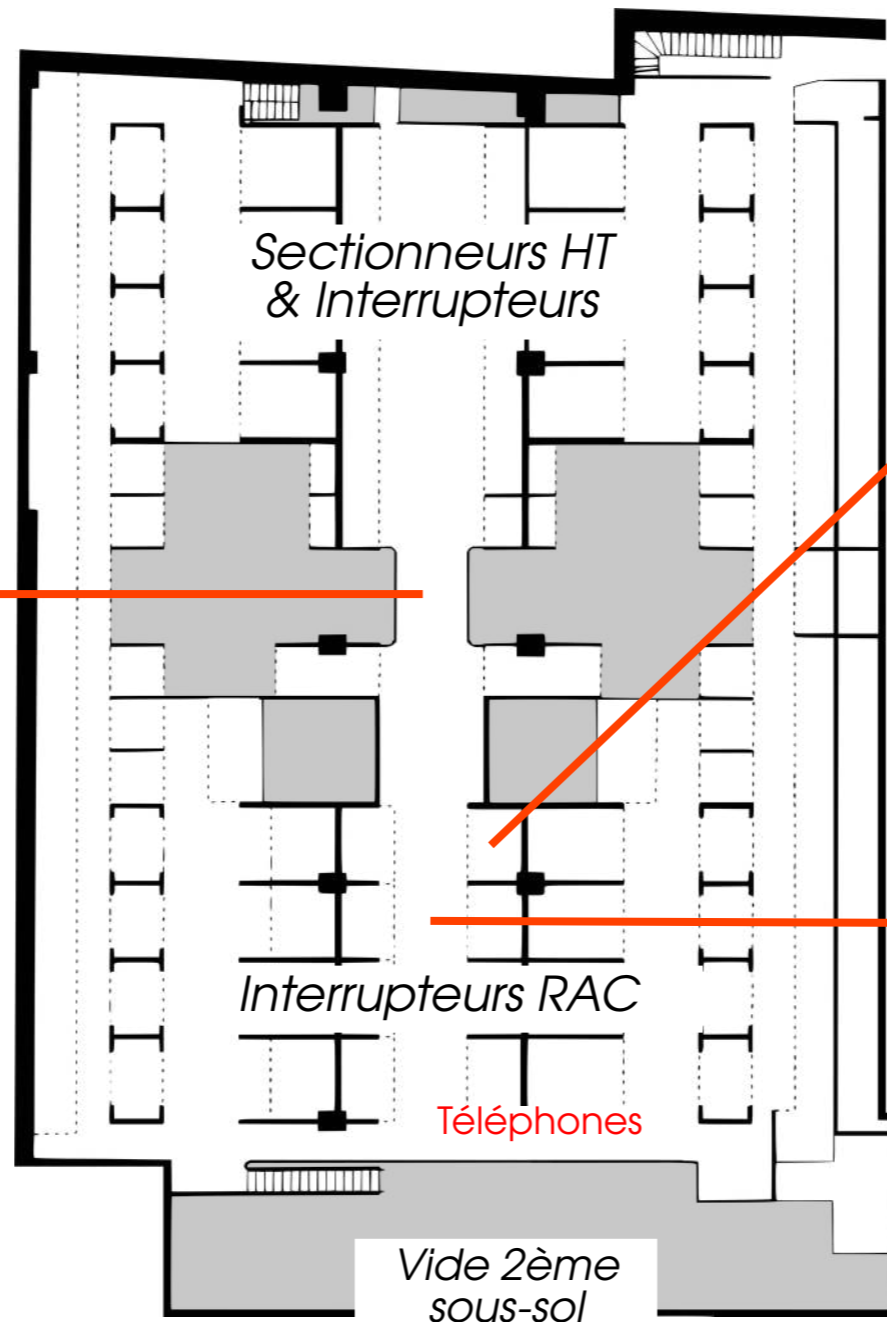 Sectionneurs HT
& Interrupteurs
Interrupteurs RAC
Téléphones
Vide 2ème
sous-sol